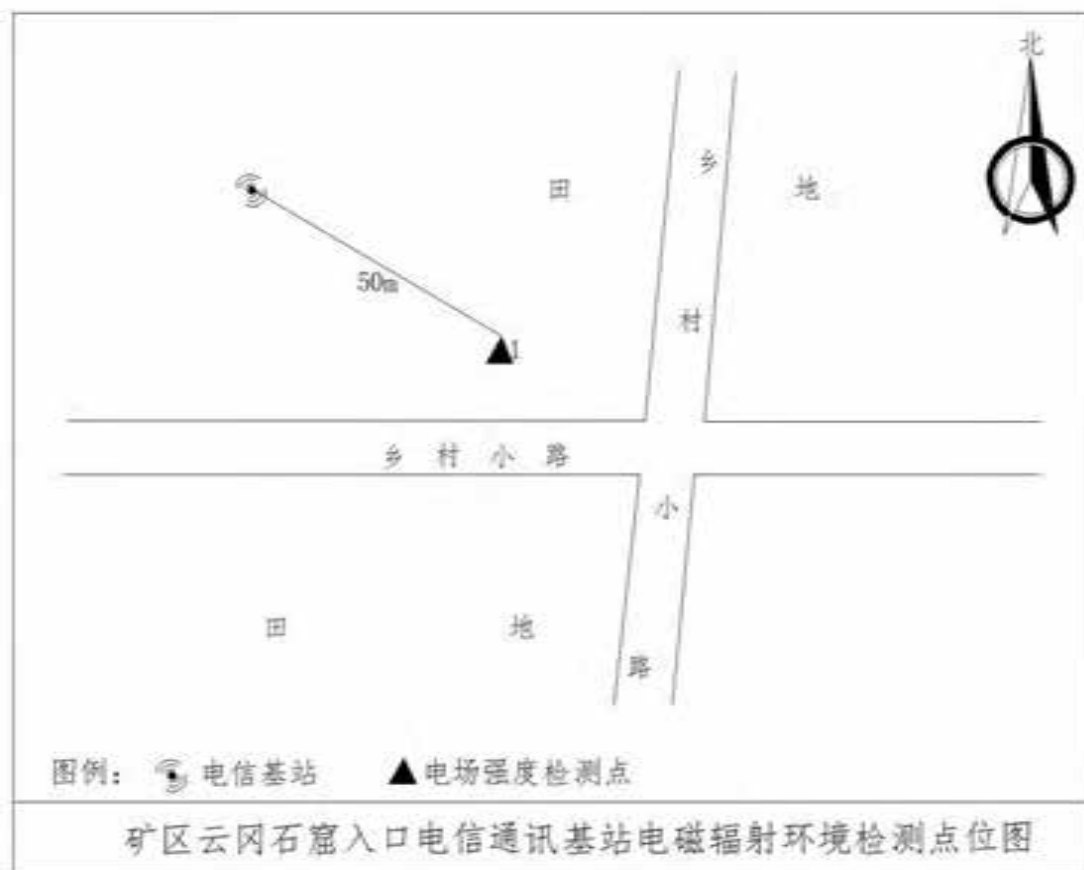 北
田 地
乡村小路
50m
1
乡村小路
田 地
图例： 电信基站 电场强度检测点
矿区云冈石窟入口电信通讯基站电磁辐射环境检测点位图